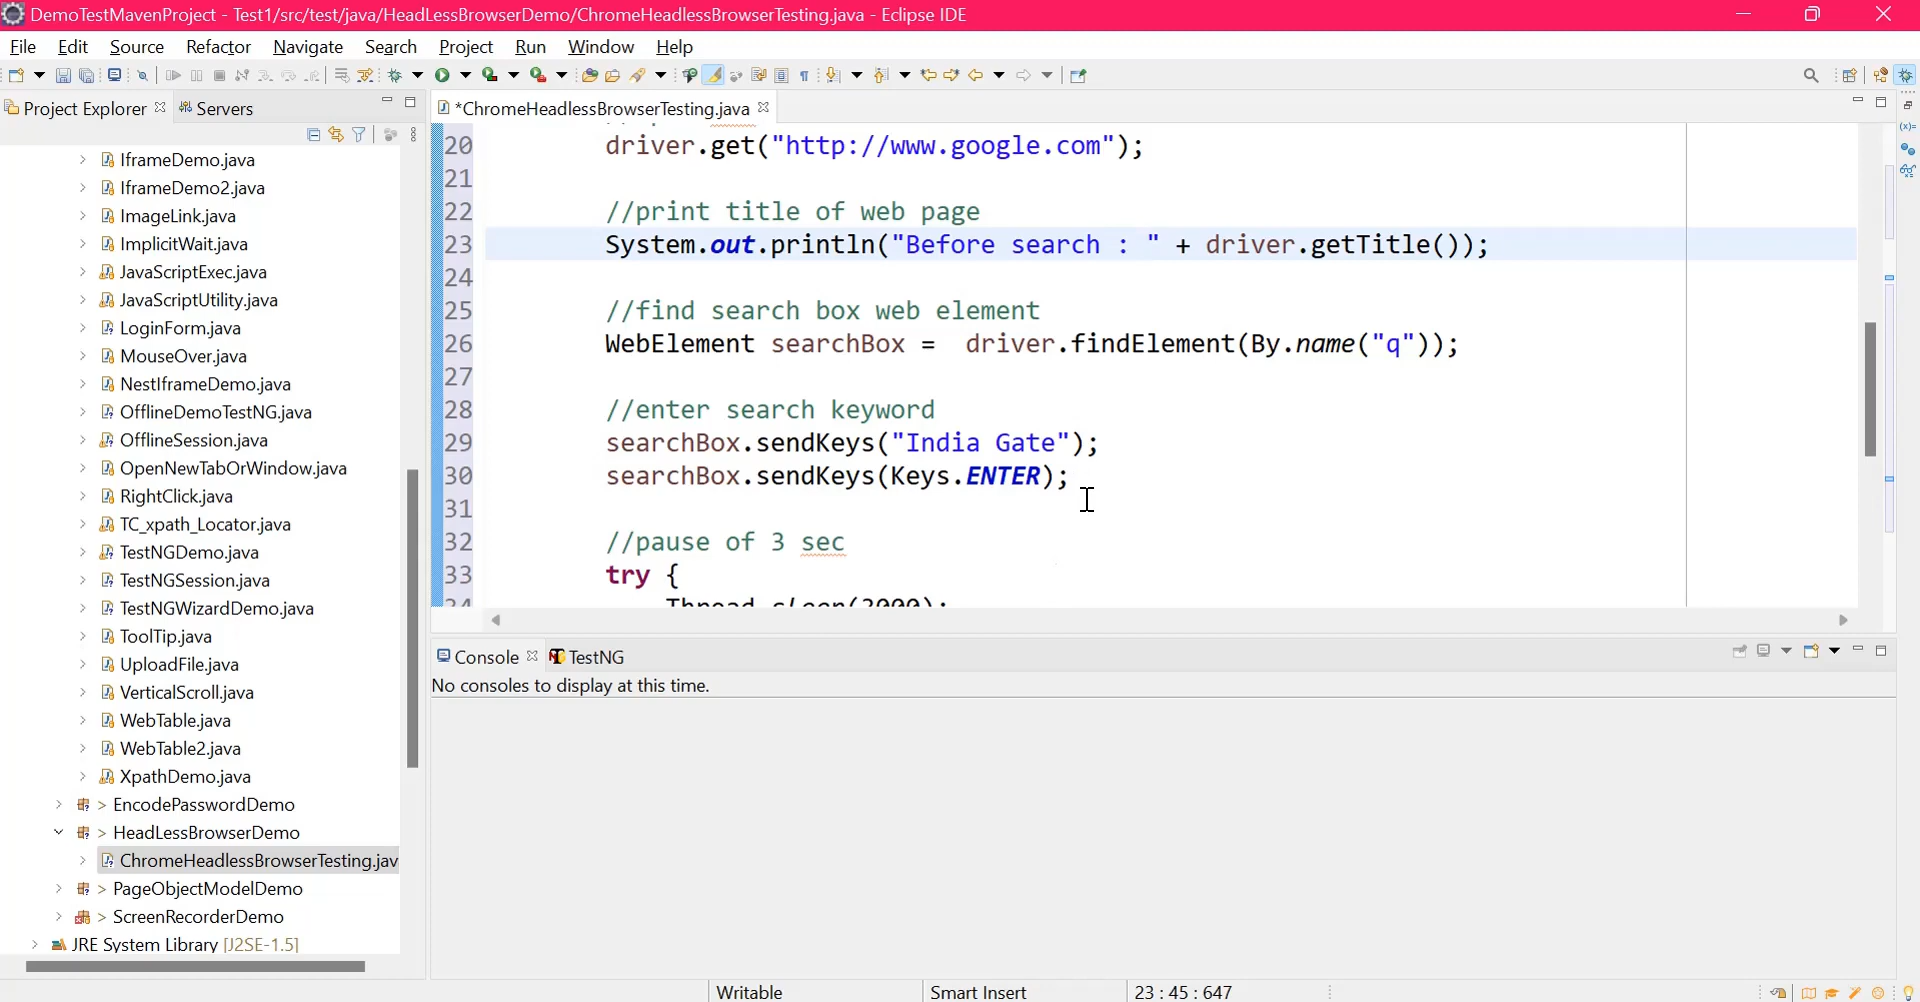 DemoTestMavenProject - Test1/src/test/java/HeadLessBrowserDemo/ChromeHeadlessBrowserTesting.java - Eclipse IDE
File Edit Source Refactor Navigate Search Project Run Window Help
Project Explorer Servers
IframeDemo.java
IframeDemo2.java
ImageLink.java
ImplicitWait.java
JavaScriptExec.java
JavaScriptUtility.java
LoginForm.java
MouseOver.java
NestIframeDemo.java
OfflineDemoTestNG.java
OfflineSession.java
OpenNewTabOrWindow.java
RightClick.java
TC_xpath_Locator.java
TestNGDemo.java
TestNGSession.java
TestNGWizardDemo.java
ToolTip.java
UploadFile.java
VerticalScroll.java
WebTable.java
WebTable2.java
XpathDemo.java
> EncodePasswordDemo
> HeadLessBrowserDemo
ChromeHeadlessBrowserTesting.jav
> PageObjectModelDemo
> ScreenRecorderDemo
JRE System Library [J2SE-1.5]
*ChromeHeadlessBrowserTesting.java
20 driver.get("http://www.google.com");
21
22 //print title of web page
23 System.out.println("Before search : " + driver.getTitle());
24
25 //find search box web element
26 WebElement searchBox = driver.findElement(By.name("q"));
27
28 //enter search keyword
29 searchBox.sendKeys("India Gate");
30 searchBox.sendKeys(Keys.ENTER);
31
32 //pause of 3 sec
33 try {
34 Thread.sleep(3000);
Console TestNG
No consoles to display at this time.
Writable Smart Insert 23 : 45 : 647